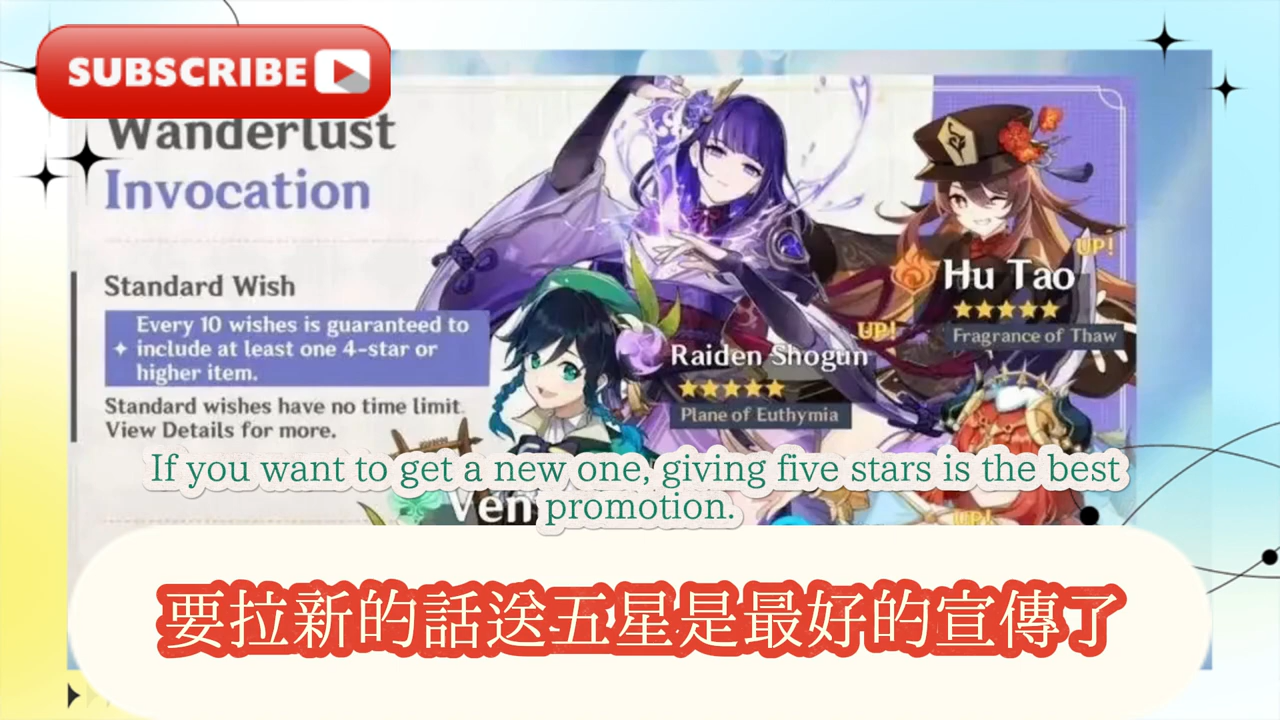 SUBSCRIBE
Wanderlust
Invocation
Standard Wish
Every 10 wishes is guaranteed to
include at least one 4-star or
higher item.
Standard wishes have no time limit.
View Details for more.
UP!
Hu Tao
Fragrance of Thaw
UP!
Raiden Shogun
Plane of Euthymia
Ven
UP!
If you want to get a new one, giving five stars is the best
promotion.
要拉新的話送五星是最好的宣傳了